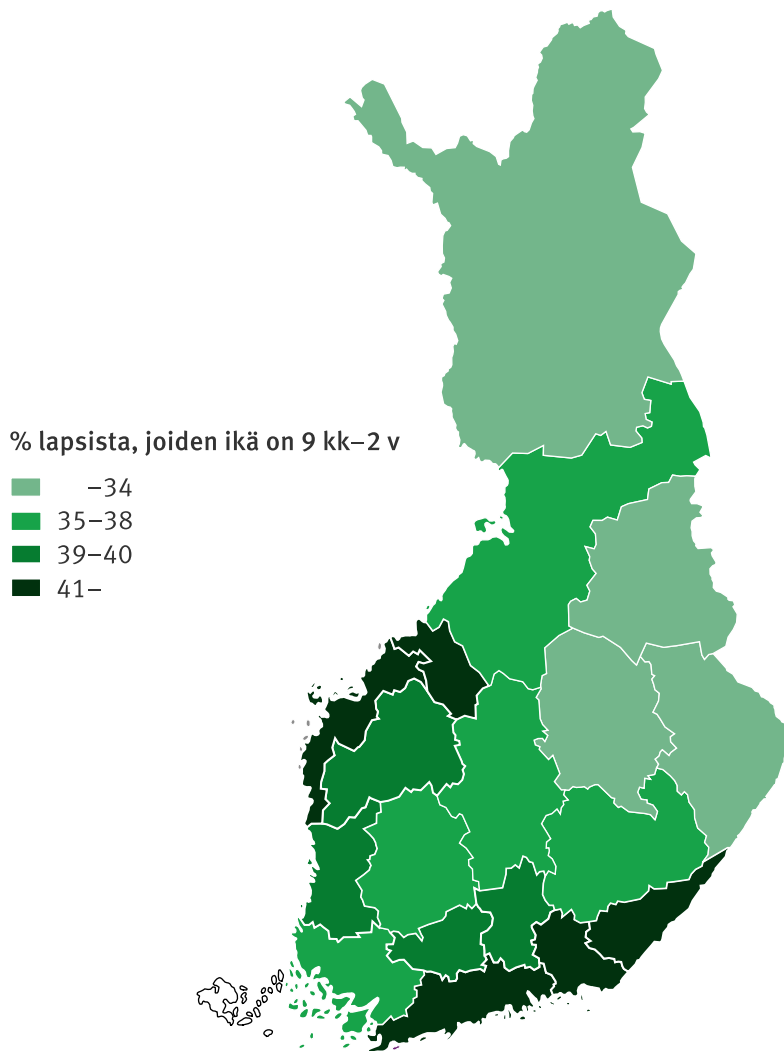 % lapsista, joiden ikä on 9 kk–2 v
–34
35–38
39–40
41–